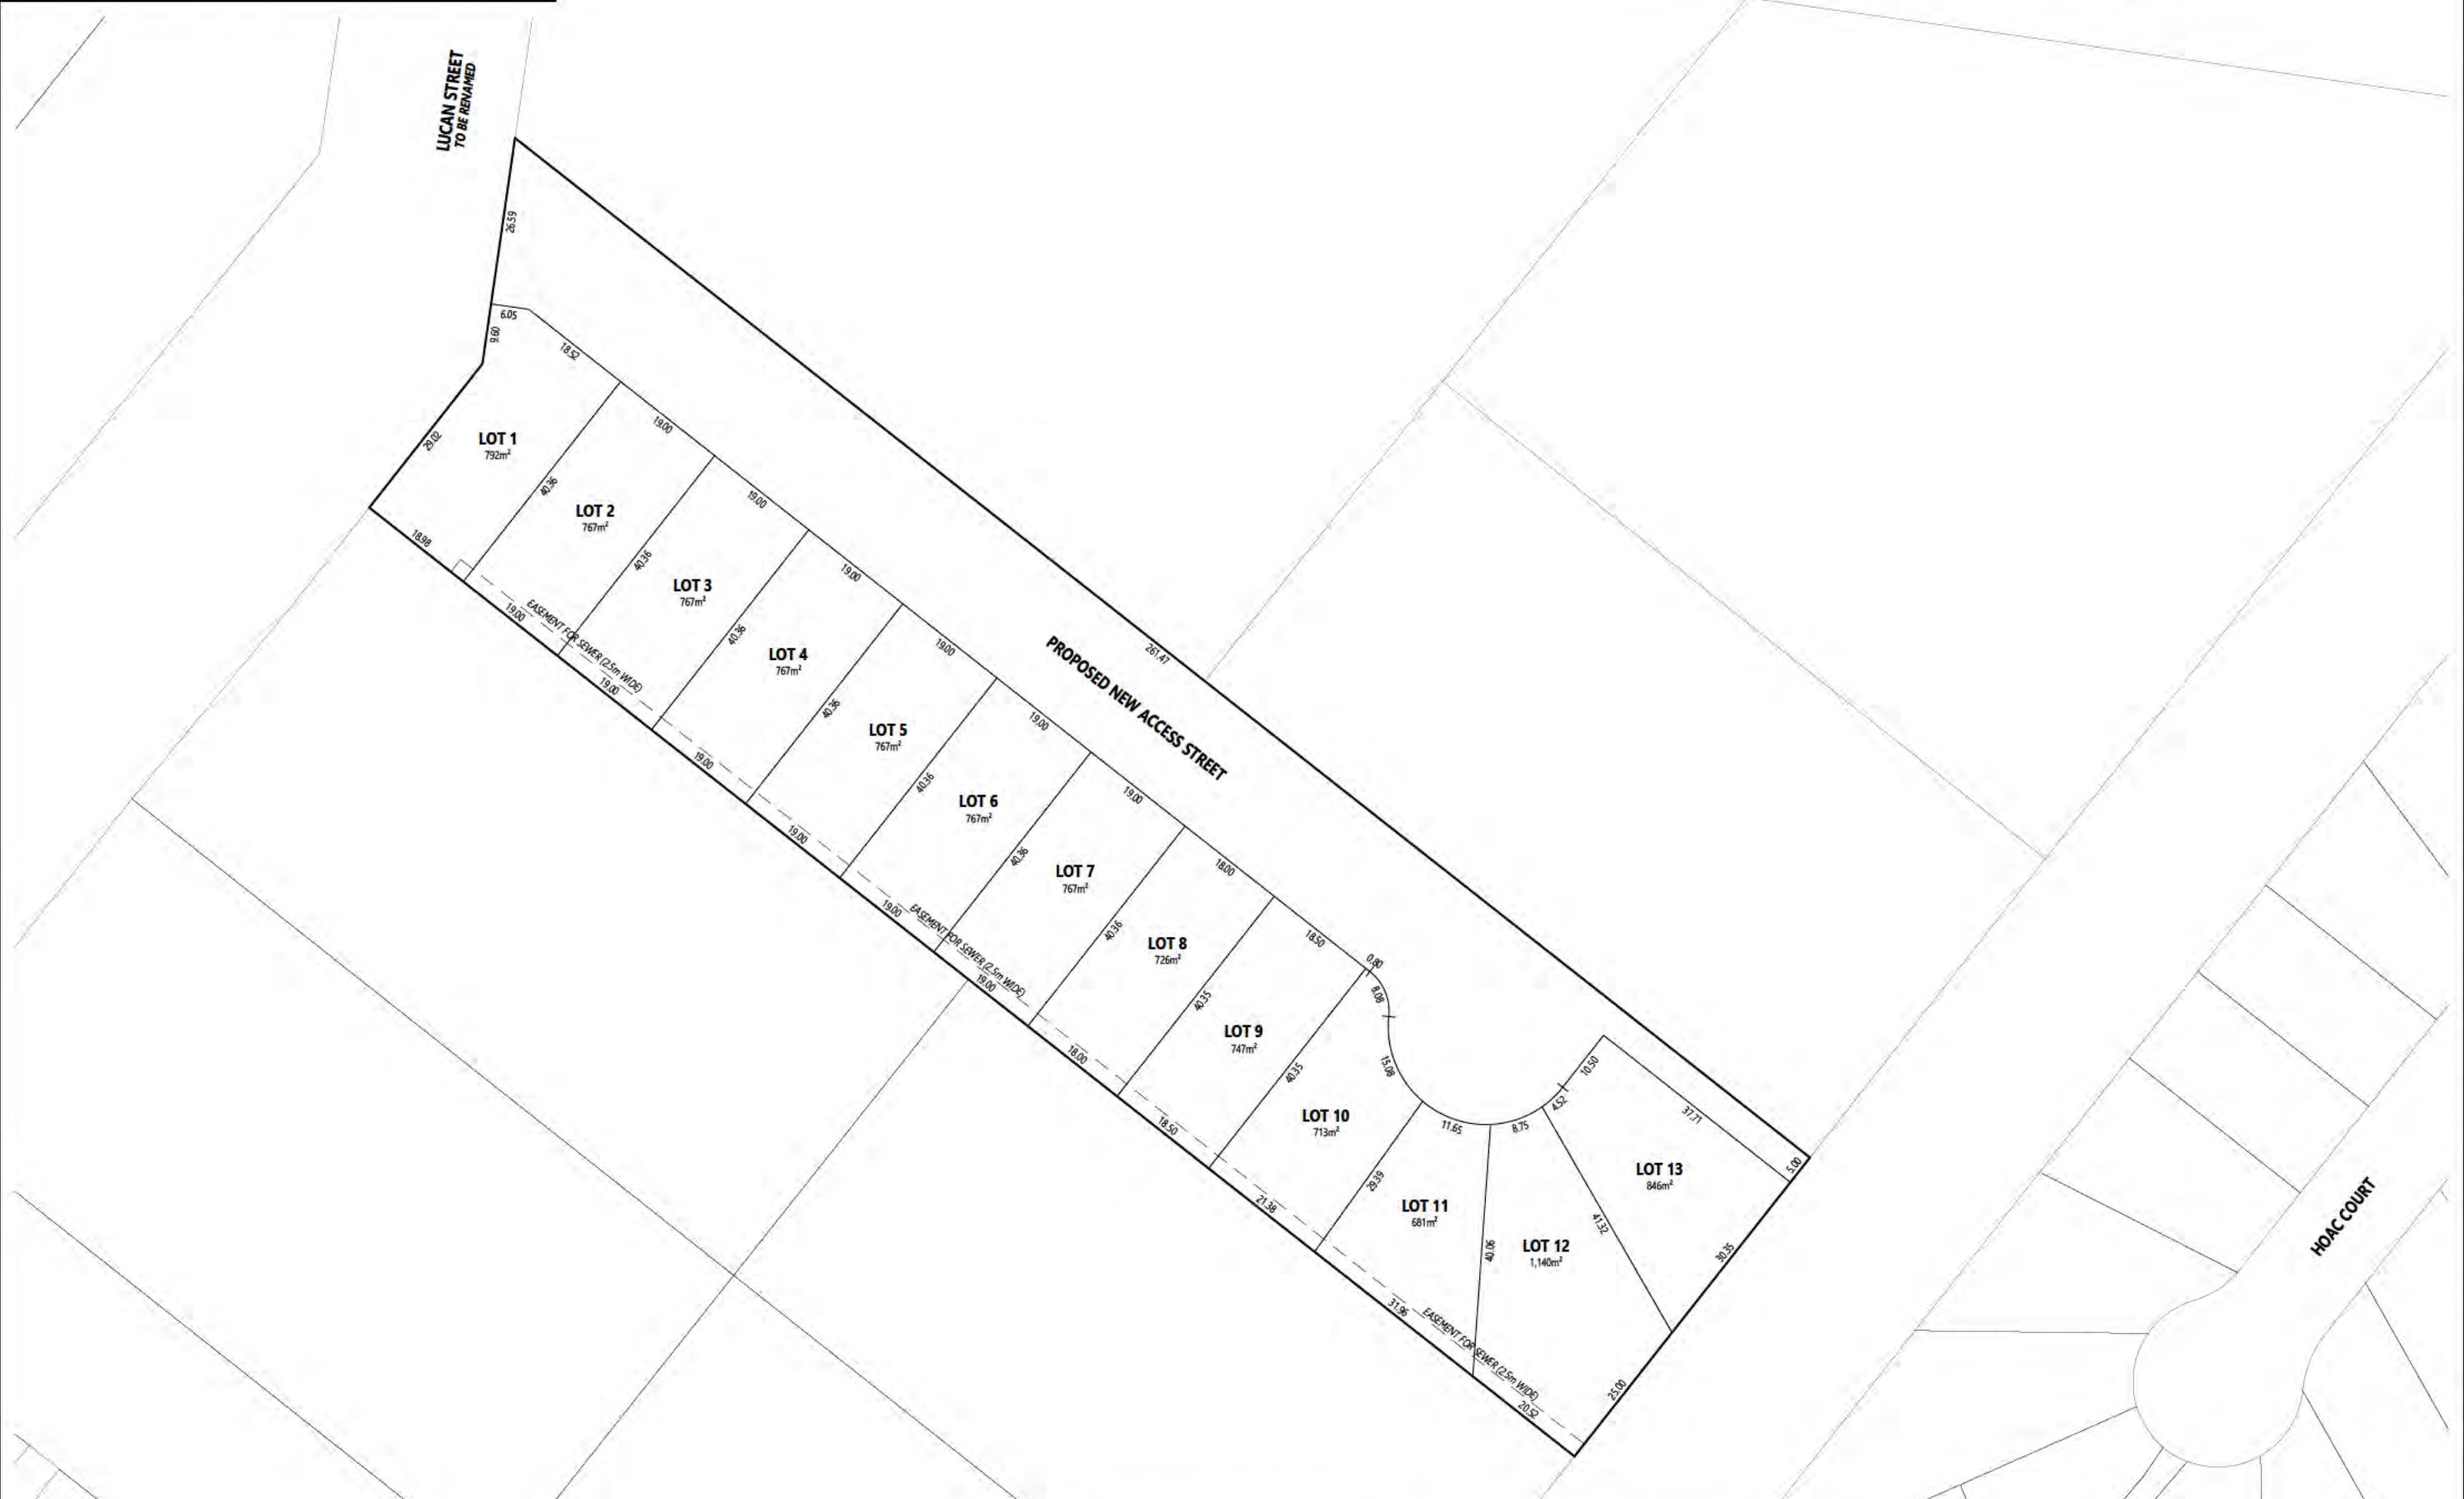 LUCAN STREET
TO BE RENAMED
26.59
6.05
9.60
18.52
29.02
LOT 1
792m²
18.98
40.36
19.00
LOT 2
767m²
19.00
40.36
19.00
LOT 3
767m²
19.00
40.36
19.00
LOT 4
767m²
19.00
40.36
19.00
LOT 5
767m²
19.00
40.36
19.00
LOT 6
767m²
19.00
40.36
19.00
LOT 7
767m²
19.00
40.36
18.00
LOT 8
726m²
18.00
40.35
18.50
LOT 9
747m²
18.50
40.35
0.80
8.08
15.08
LOT 10
713m²
21.38
29.39
11.65
LOT 11
681m²
31.96
40.06
8.75
LOT 12
1,140m²
20.52
25.00
41.32
4.52
10.50
37.71
LOT 13
846m²
30.35
5.00
EASEMENT FOR SEWER (2.5m WIDE)
EASEMENT FOR SEWER (2.5m WIDE)
EASEMENT FOR SEWER (2.5m WIDE)
261.47
PROPOSED NEW ACCESS STREET
HOAC COURT